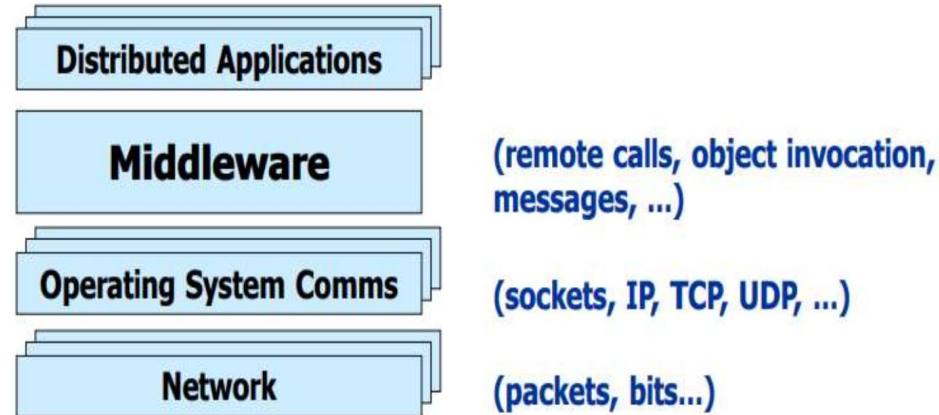 Distributed Applications
Middleware
(remote calls, object invocation,
messages, ...)
Operating System Comms
(sockets, IP, TCP, UDP, ...)
Network
(packets, bits...)